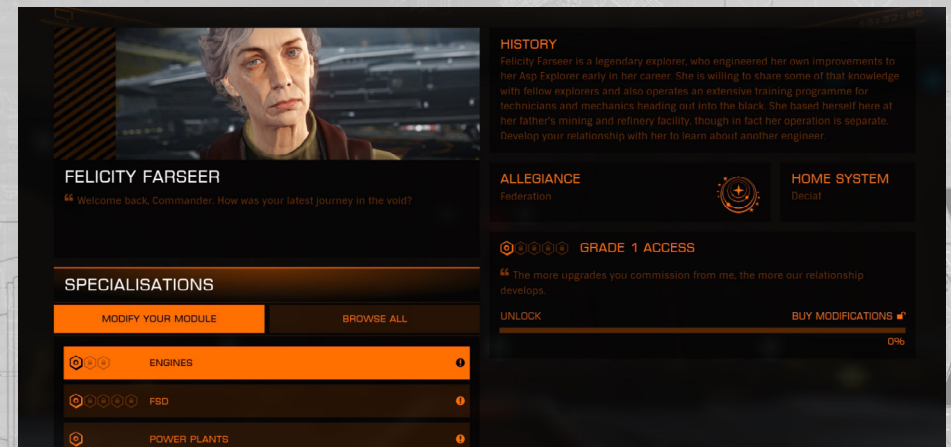 FELICITY FARSEER
“ Welcome back, Commander. How was your latest journey in the void?
SPECIALISATIONS
MODIFY YOUR MODULE
BROWSE ALL
ENGINES
FSD
POWER PLANTS
HISTORY
Felicity Farseer is a legendary explorer, who engineered her own improvements to
her Asp Explorer early in her career. She is willing to share some of that knowledge
with fellow explorers and also operates an extensive training programme for
technicians and mechanics heading out into the black. She based herself here at
her father's mining and refinery facility, though in fact her operation is separate.
Develop your relationship with her to learn about another engineer.
ALLEGIANCE
Federation
HOME SYSTEM
Deciat
GRADE 1 ACCESS
“ The more upgrades you commission from me, the more our relationship
develops.
UNLOCK
BUY MODIFICATIONS
0%